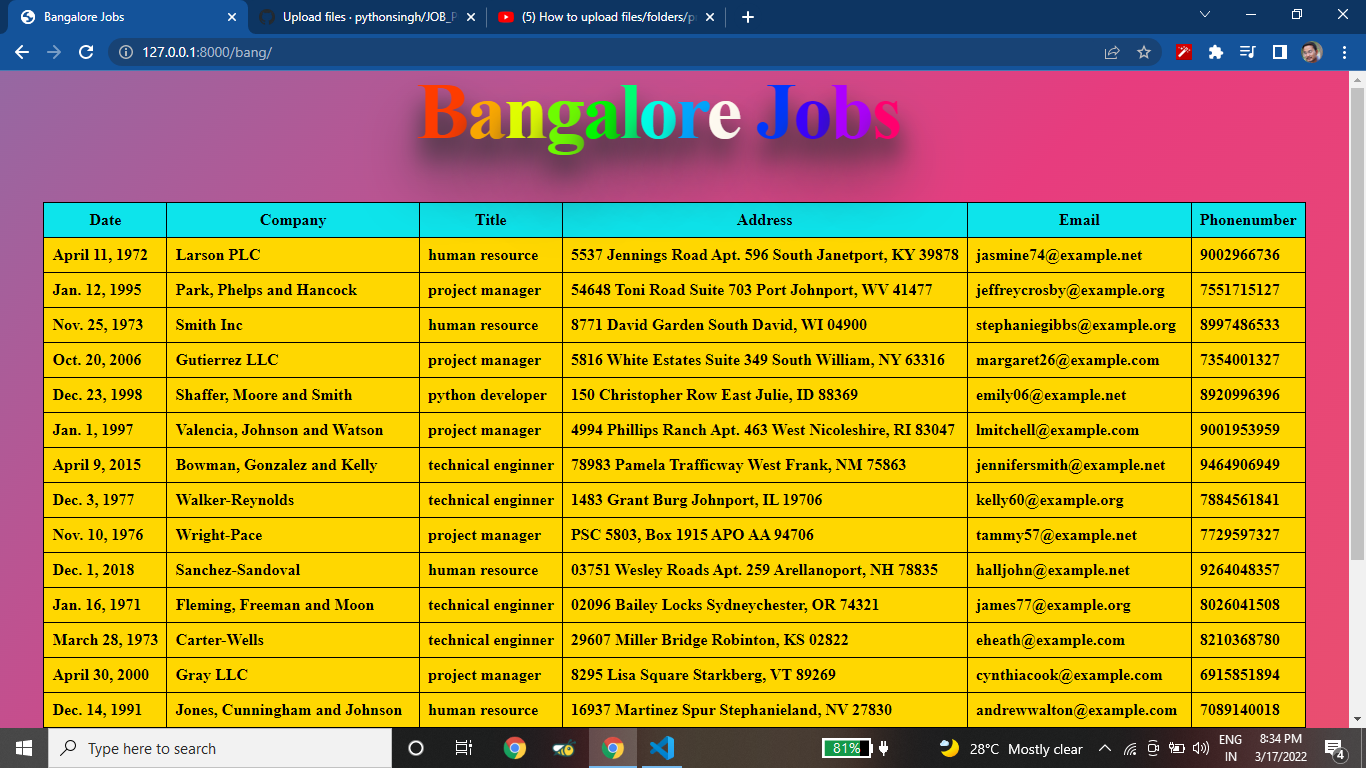 Bangalore Jobs
Upload files · pythonsingh/JOB_P
(5) How to upload files/folders/p
127.0.0.1:8000/bang/
Bangalore Jobs
Date Company Title Address Email Phonenumber
April 11, 1972 Larson PLC human resource 5537 Jennings Road Apt. 596 South Janetport, KY 39878 jasmine74@example.net 9002966736
Jan. 12, 1995 Park, Phelps and Hancock project manager 54648 Toni Road Suite 703 Port Johnport, WV 41477 jeffreycrosby@example.org 7551715127
Nov. 25, 1973 Smith Inc human resource 8771 David Garden South David, WI 04900 stephaniegibbs@example.org 8997486533
Oct. 20, 2006 Gutierrez LLC project manager 5816 White Estates Suite 349 South William, NY 63316 margaret26@example.com 7354001327
Dec. 23, 1998 Shaffer, Moore and Smith python developer 150 Christopher Row East Julie, ID 88369 emily06@example.net 8920996396
Jan. 1, 1997 Valencia, Johnson and Watson project manager 4994 Phillips Ranch Apt. 463 West Nicoleshire, RI 83047 lmitchell@example.com 9001953959
April 9, 2015 Bowman, Gonzalez and Kelly technical enginner 78983 Pamela Trafficway West Frank, NM 75863 jennifersmith@example.net 9464906949
Dec. 3, 1977 Walker-Reynolds technical enginner 1483 Grant Burg Johnport, IL 19706 kelly60@example.org 7884561841
Nov. 10, 1976 Wright-Pace project manager PSC 5803, Box 1915 APO AA 94706 tammy57@example.net 7729597327
Dec. 1, 2018 Sanchez-Sandoval human resource 03751 Wesley Roads Apt. 259 Arellanoport, NH 78835 halljohn@example.net 9264048357
Jan. 16, 1971 Fleming, Freeman and Moon technical enginner 02096 Bailey Locks Sydneychester, OR 74321 james77@example.org 8026041508
March 28, 1973 Carter-Wells technical enginner 29607 Miller Bridge Robinton, KS 02822 eheath@example.com 8210368780
April 30, 2000 Gray LLC project manager 8295 Lisa Square Starkberg, VT 89269 cynthiacook@example.com 6915851894
Dec. 14, 1991 Jones, Cunningham and Johnson human resource 16937 Martinez Spur Stephanieland, NV 27830 andrewwalton@example.com 7089140018
Type here to search
81%
28°C Mostly clear
ENG
IN
8:34 PM
3/17/2022
4